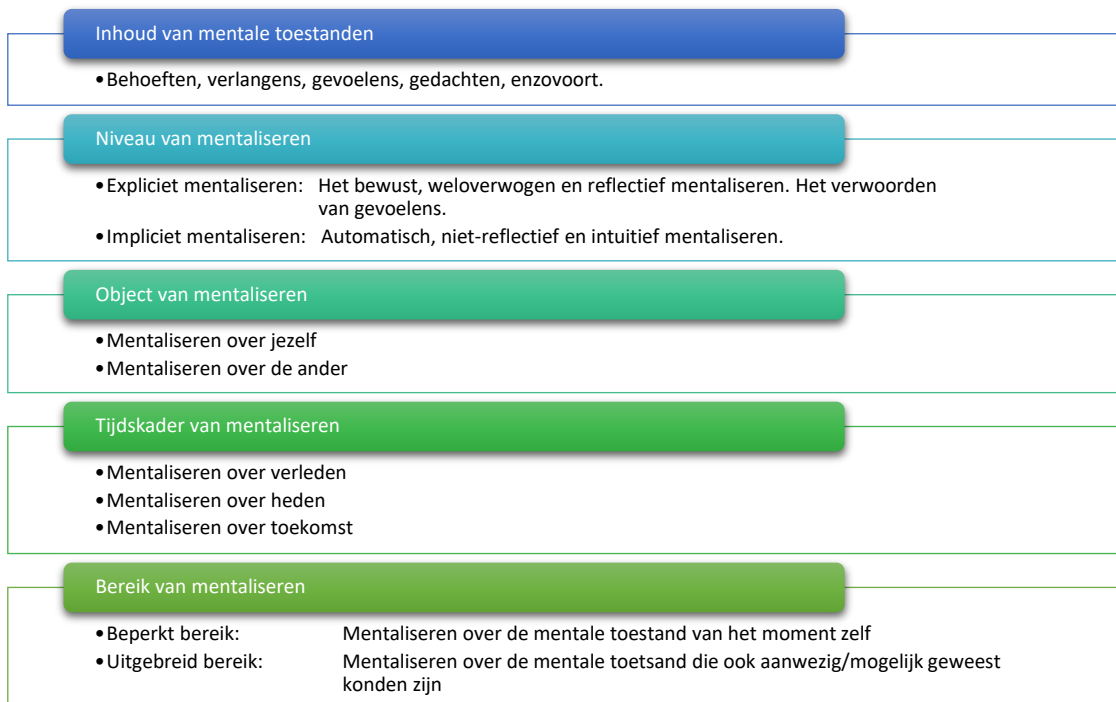 Inhoud van mentale toestanden
•Behoeften, verlangens, gevoelens, gedachten, enzovoort.
Niveau van mentaliseren
•Expliciet mentaliseren: Het bewust, weloverwogen en reflectief mentaliseren. Het verwoorden
van gevoelens.
•Impliciet mentaliseren: Automatisch, niet-reflectief en intuitief mentaliseren.
Object van mentaliseren
•Mentaliseren over jezelf
•Mentaliseren over de ander
Tijdskader van mentaliseren
•Mentaliseren over verleden
•Mentaliseren over heden
•Mentaliseren over toekomst
Bereik van mentaliseren
•Beperkt bereik: Mentaliseren over de mentale toestand van het moment zelf
•Uitgebreid bereik: Mentaliseren over de mentale toetsand die ook aanwezig/mogelijk geweest
konden zijn